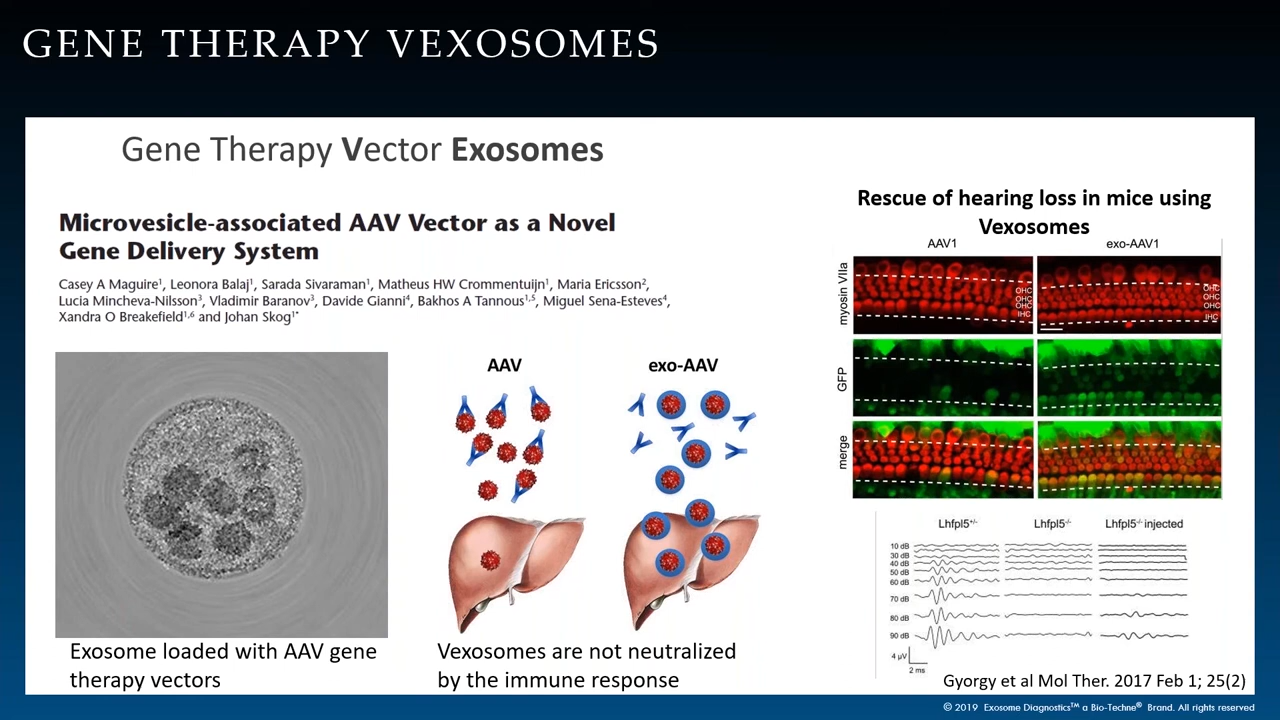 GENE THERAPY VEXOSOMES
Gene Therapy Vector Exosomes
Microvesicle-associated AAV Vector as a Novel
Gene Delivery System
Casey A Maguire¹, Leonora Balaj¹, Sarada Sivaraman¹, Matheus HW Crommentuijn¹, Maria Ericsson²,
Lucia Mincheva-Nilsson³, Vladimir Baranov³, Davide Gianni⁴, Bakhos A Tannous¹,⁵, Miguel Sena-Esteves⁴,
Xandra O Breakefield¹,⁶ and Johan Skog¹*
Exosome loaded with AAV gene
therapy vectors
AAV
exo-AAV
Vexosomes are not neutralized
by the immune response
Rescue of hearing loss in mice using
Vexosomes
AAV1
exo-AAV1
myosin VIIa
OHC
OHC
OHC
IHC
OHC
OHC
OHC
IHC
GFP
merge
Lhfpl5⁺/⁻
Lhfpl5⁻/⁻
Lhfpl5⁻/⁻ injected
10 dB
30 dB
40 dB
50 dB
60 dB
70 dB
80 dB
90 dB
4 µV
2 ms
Gyorgy et al Mol Ther. 2017 Feb 1; 25(2)
© 2019 Exosome Diagnostics™ a Bio-Techne® Brand. All rights reserved